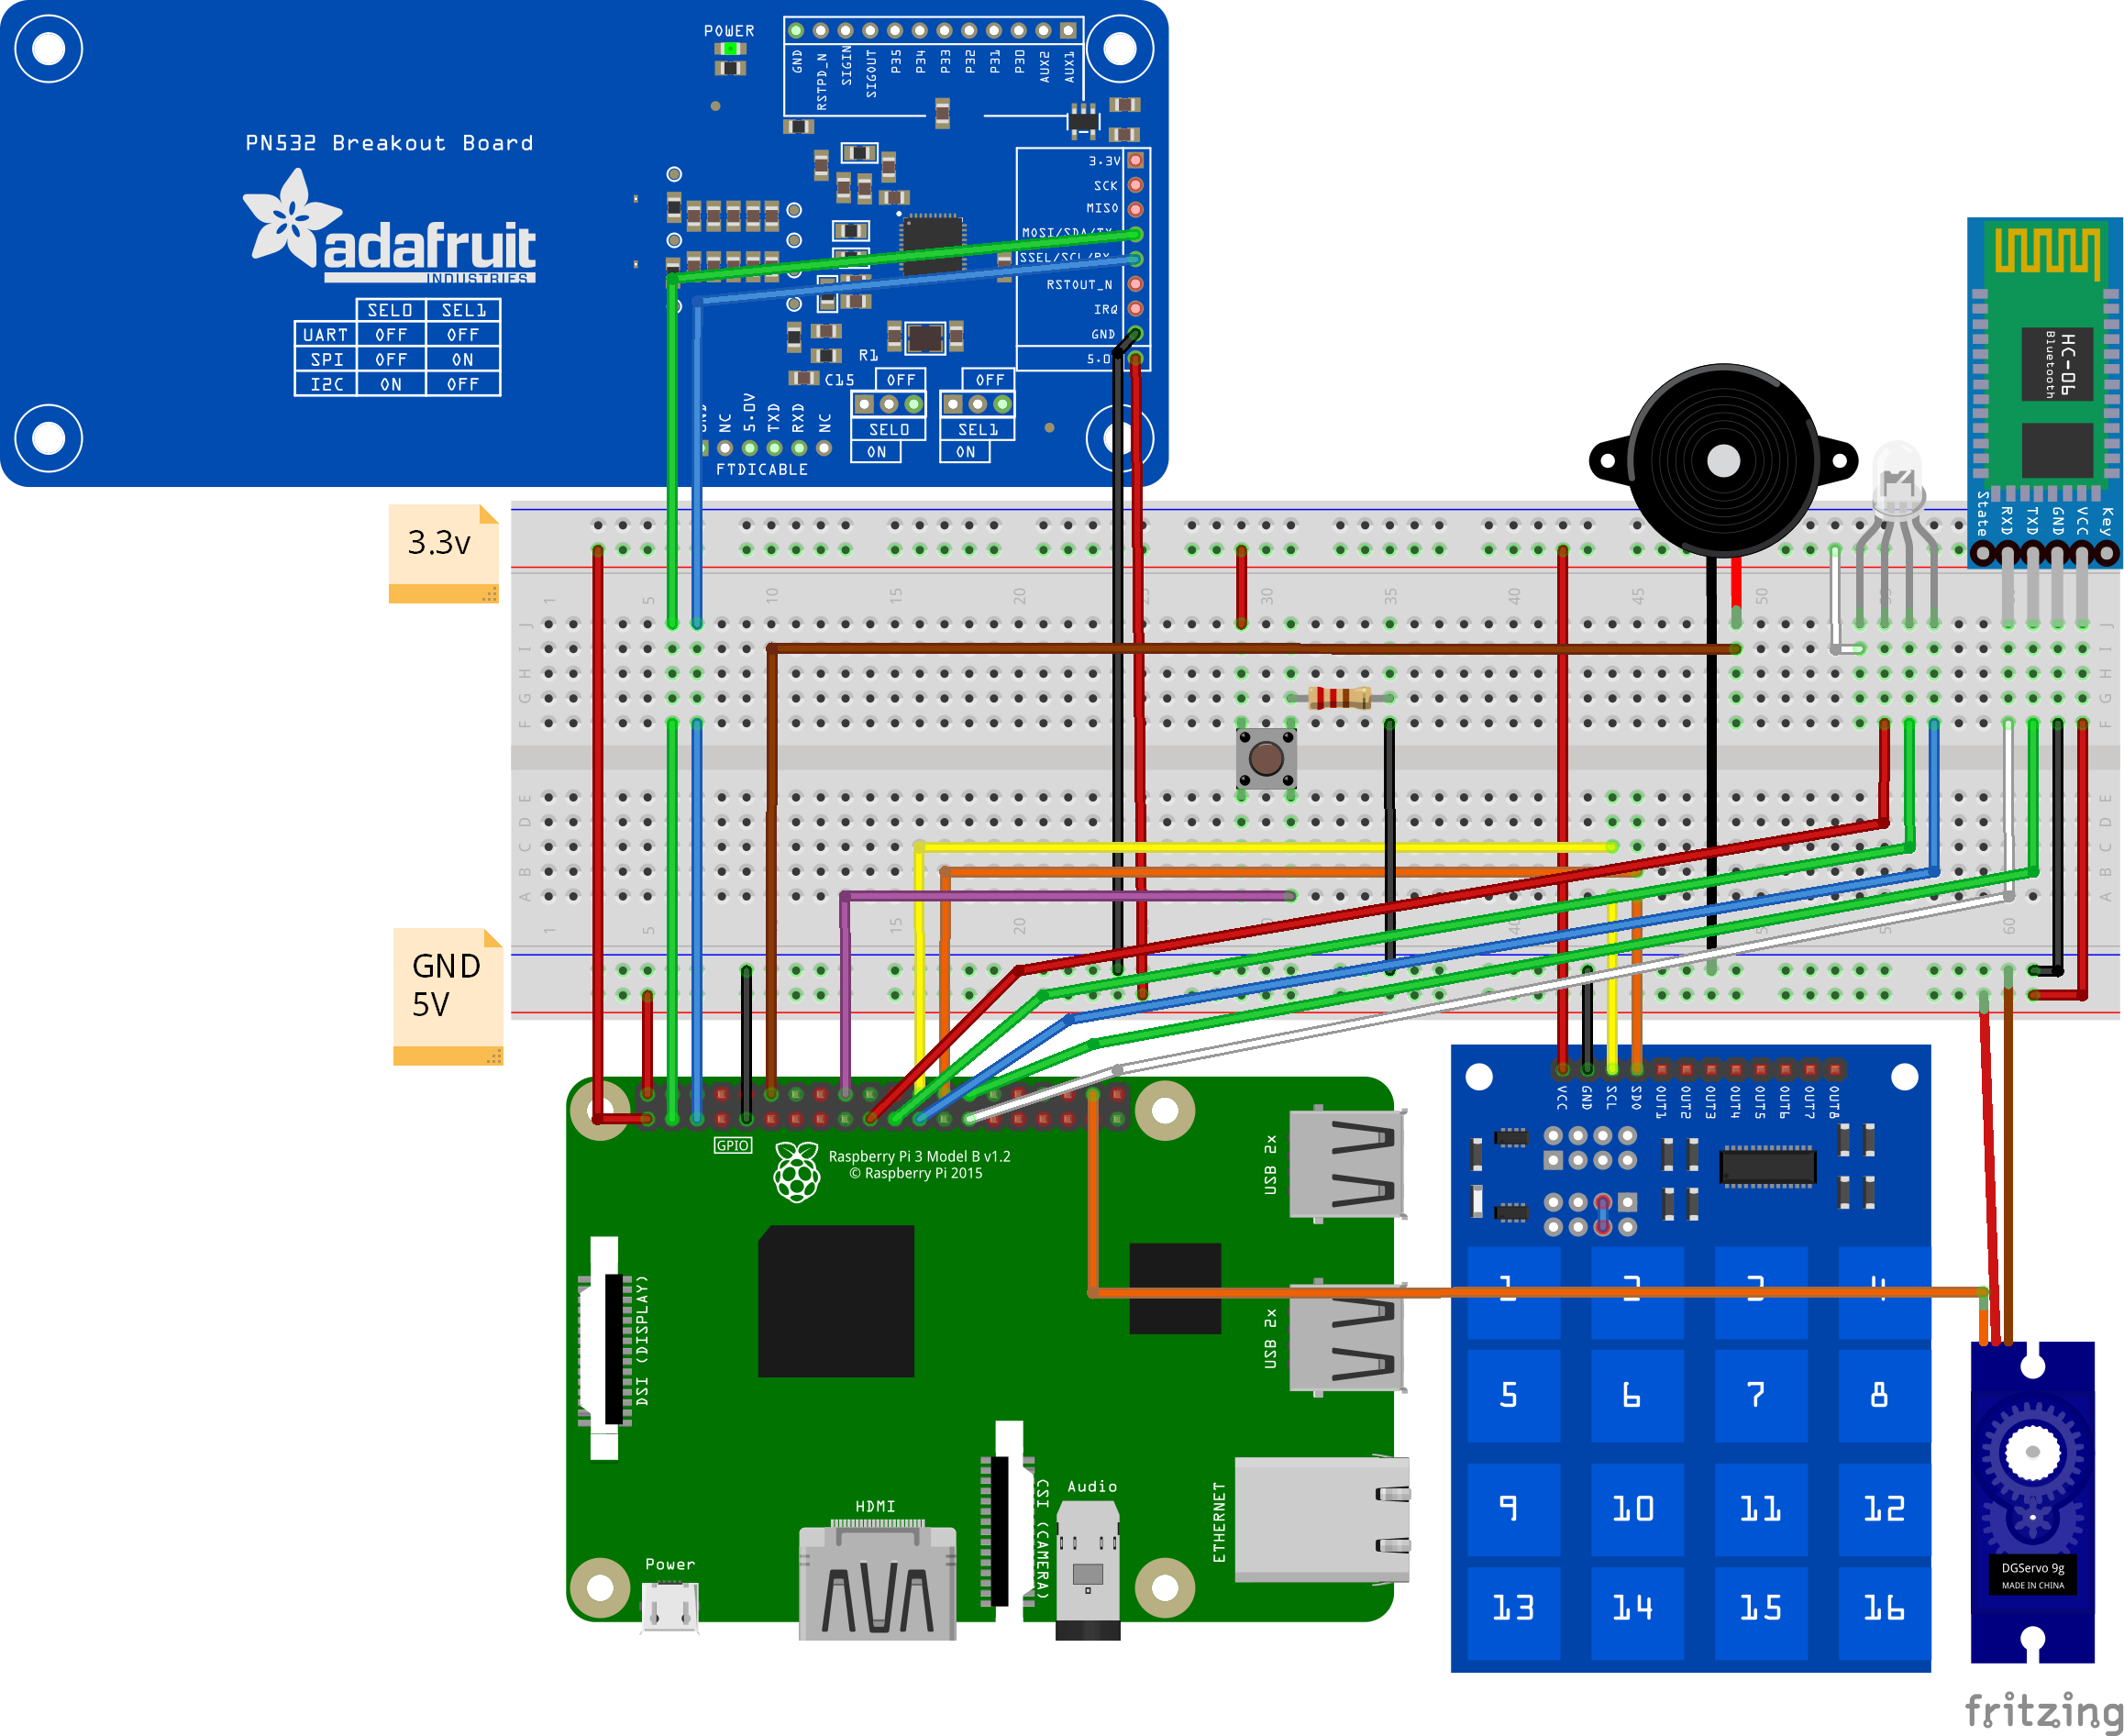 POWER
GND
RSTPD_N
SIGIN
SIGOUT
P35
P34
P33
P32
P31
P30
AUX2
AUX1
PN532 Breakout Board
adafruit
INDUSTRIES
SEL0 SEL1
UART OFF OFF
SPI OFF ON
I2C ON OFF
3.3V
SCK
MISO
MOSI/SDA/TX
SSEL/SCL/RX
RSTOUT_N
IRQ
GND
5.0
R1
C15
OFF OFF
SEL0 SEL1
ON ON
GND
NC
5.0V
TXD
RXD
NC
FTDICABLE
HC-06
Bluetooth
State
RXD
TXD
GND
VCC
Key
3.3v
1 5 10 15 20 25 30 35 40 45 50 55
J J
I I
H H
G G
F F
E E
D D
C C
B B
A A
1 5 15 20 30 40 55 60
GND
5V
GPIO
Raspberry Pi 3 Model B v1.2
© Raspberry Pi 2015
USB 2x
USB 2x
DSI (DISPLAY)
CSI (CAMERA)
Audio
HDMI
Power
ETHERNET
VCC
GND
SCL
SDO
OUT1
OUT2
OUT3
OUT4
OUT5
OUT6
OUT7
OUT8
1 2 3 4
5 6 7 8
9 10 11 12
13 14 15 16
DGServo 9g
MADE IN CHINA
fritzing